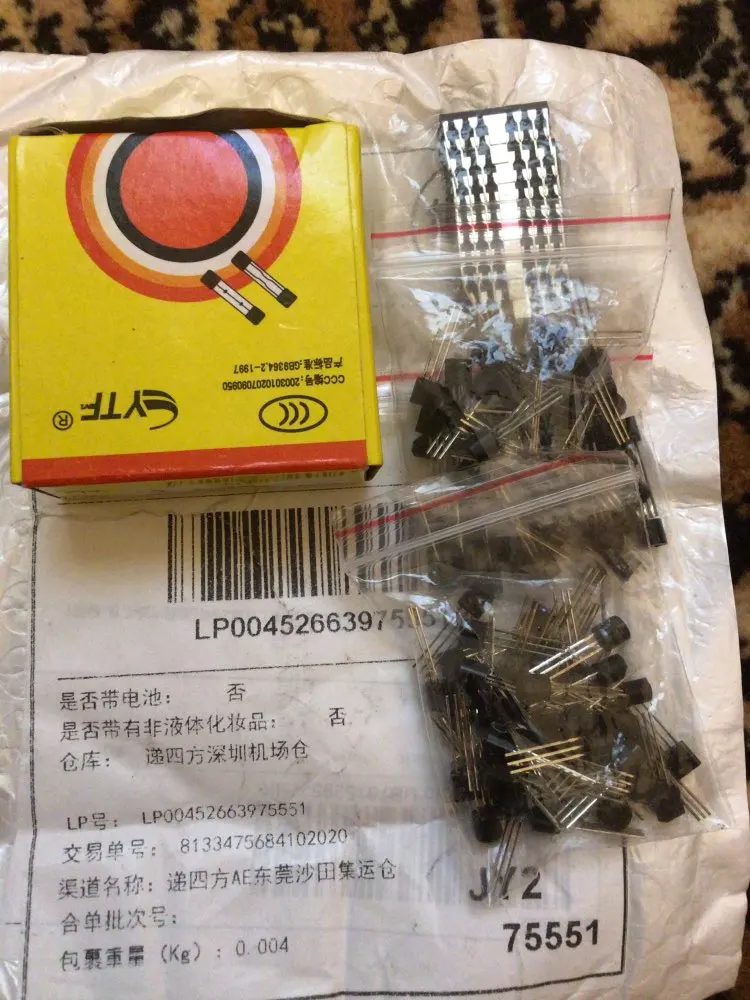 产品标准:GB9364.2-1997
CCC编号:2003010207090950
YTF ®
LP00452663975551
是否带电池: 否
是否带有非液体化妆品: 否
仓库: 递四方深圳机场仓
LP号: LP00452663975551
交易单号: 8133475684102020
渠道名称: 递四方AE东莞沙田集运仓
合单批次号:
包裹重量 (Kg) : 0.004
JY2
75551